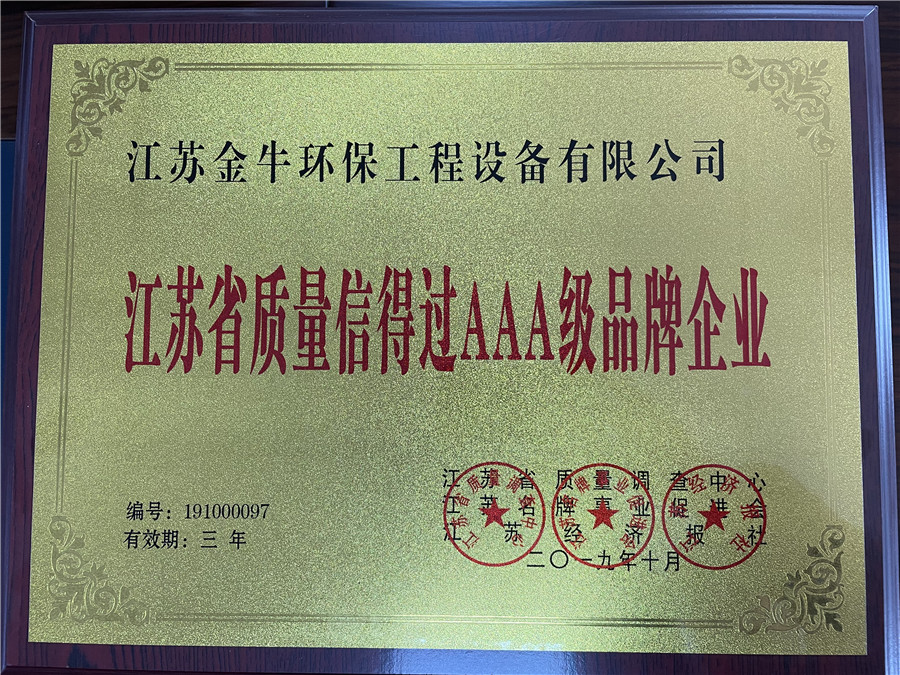 江苏金牛环保工程设备有限公司
江苏省质量信得过AAA级品牌企业
编号：191000097
有效期：三年
江苏省质量调查中心
江苏名牌事业促进会
江苏经济报社
二〇一九年十月